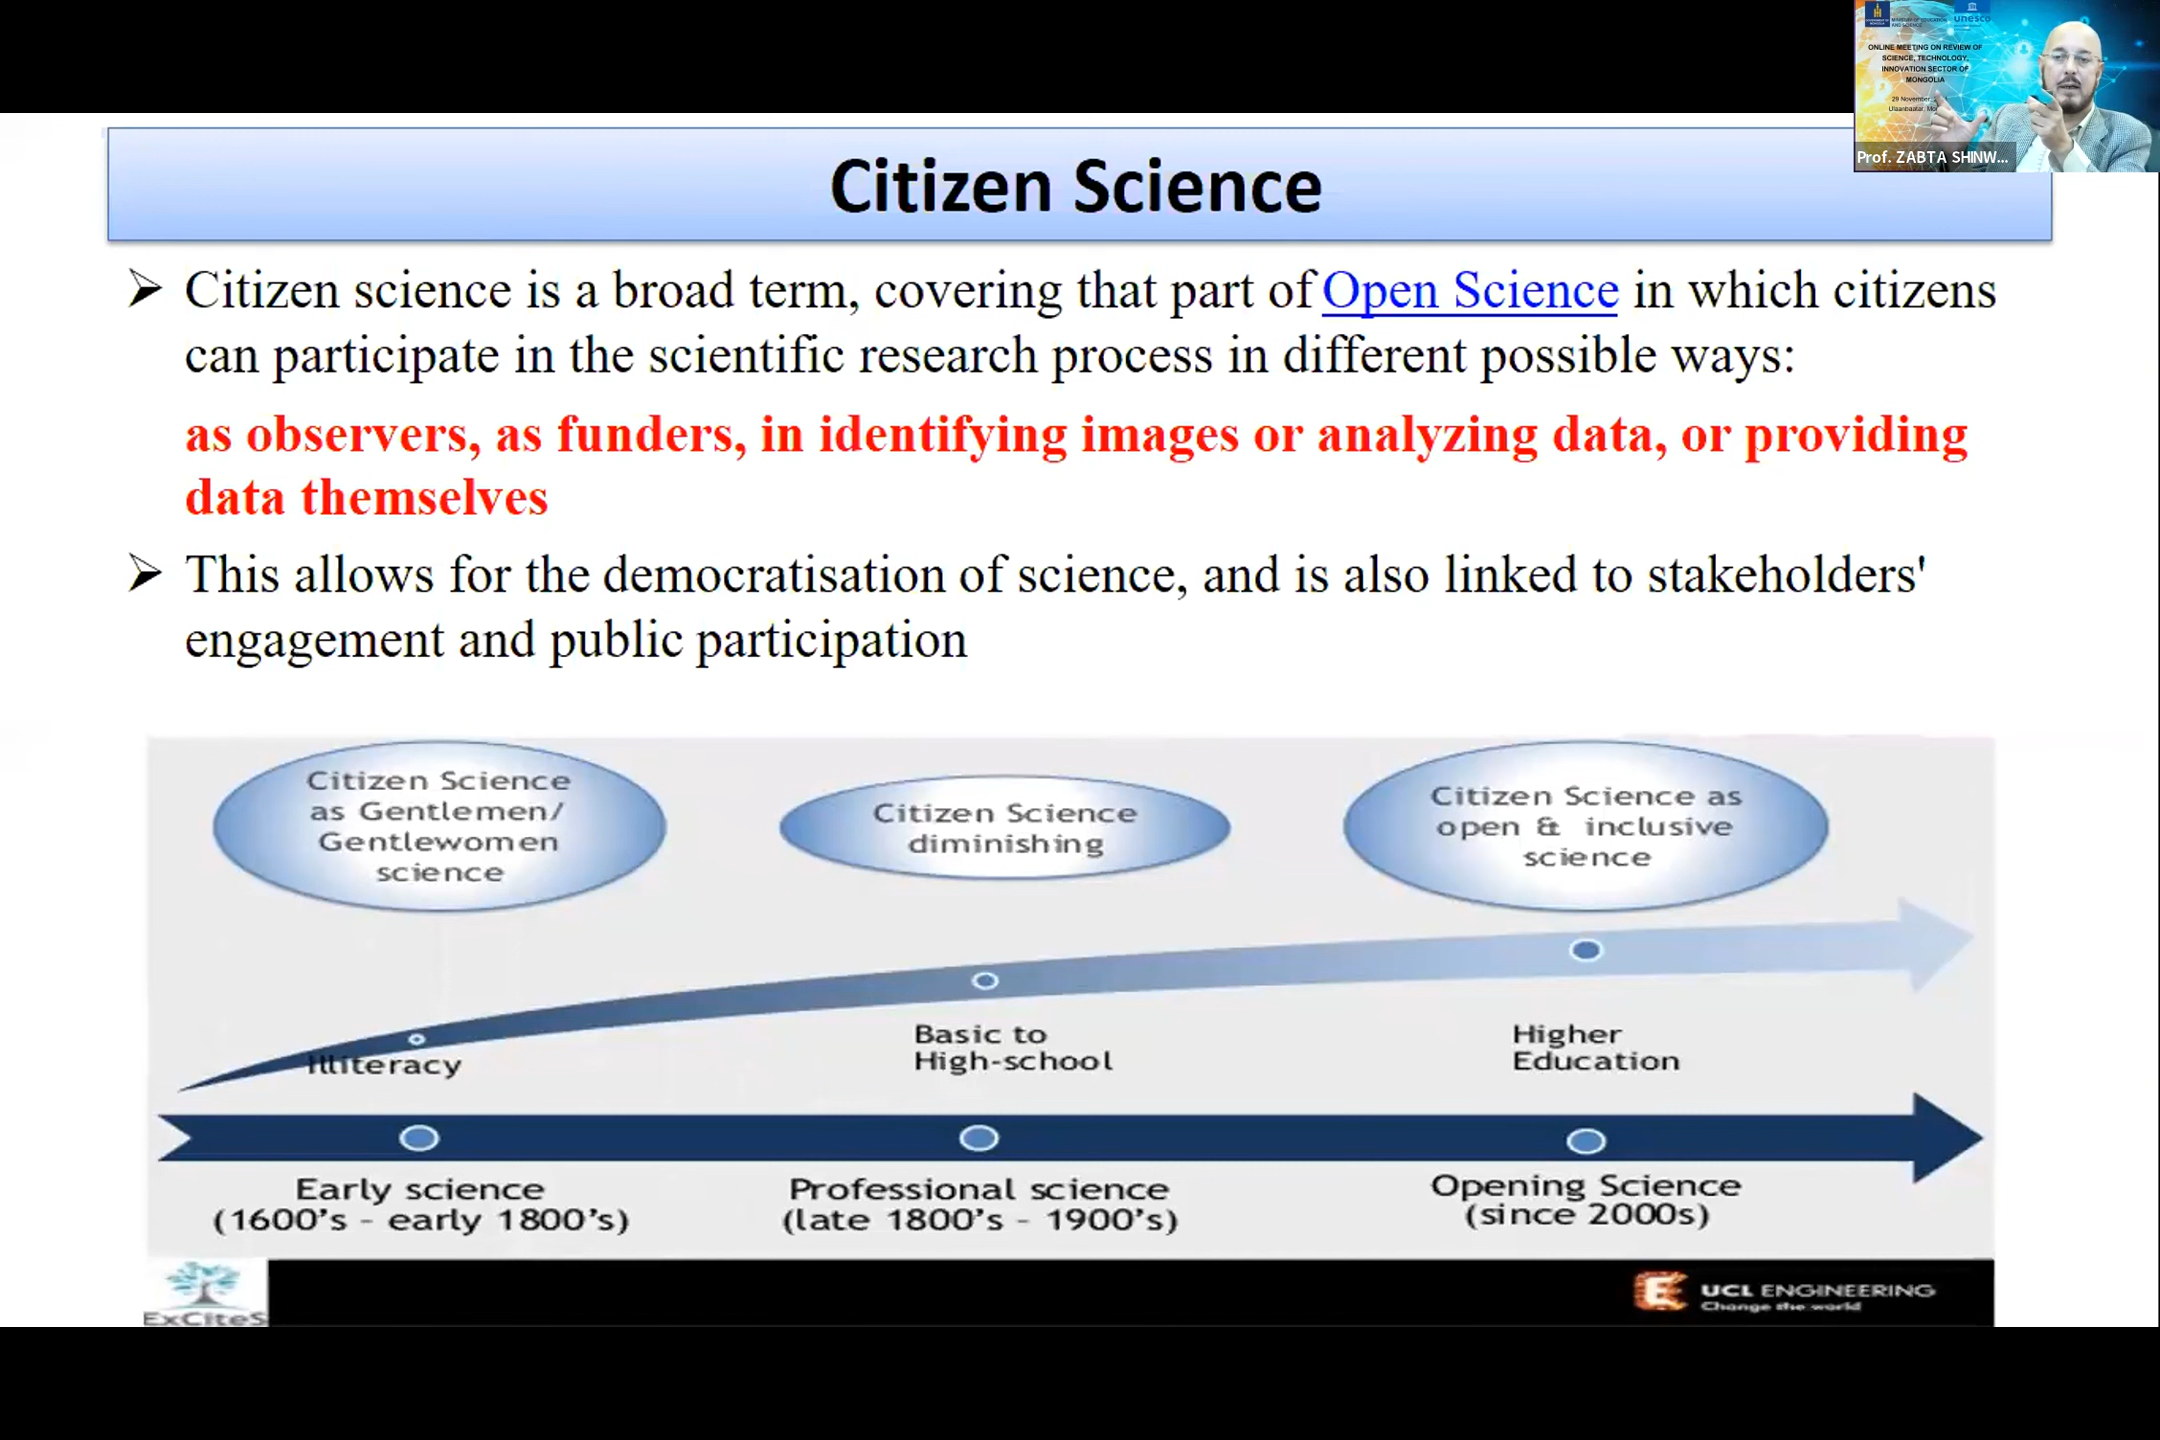 MINISTRY OF EDUCATION
AND SCIENCE
unesco
ONLINE MEETING ON REVIEW OF
SCIENCE, TECHNOLOGY,
INNOVATION SECTOR OF
MONGOLIA
29 November,
Ulaanbaatar,
Prof. ZABTA SHINW...
Citizen Science
➢ Citizen science is a broad term, covering that part of Open Science in which citizens
can participate in the scientific research process in different possible ways:
as observers, as funders, in identifying images or analyzing data, or providing
data themselves
➢ This allows for the democratisation of science, and is also linked to stakeholders'
engagement and public participation
Citizen Science
as Gentlemen/
Gentlewomen
science
Citizen Science
diminishing
Citizen Science as
open & inclusive
science
Illiteracy
Basic to
High-school
Higher
Education
Early science
(1600’s - early 1800’s)
Professional science
(late 1800’s - 1900’s)
Opening Science
(since 2000s)
ExCiteS
UCL ENGINEERING
Change the world